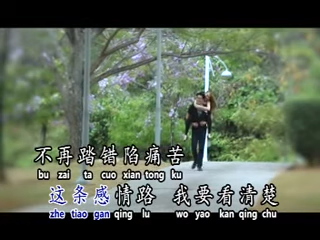 不再踏错陷痛苦
bu zai ta cuo xian tong ku
这条感情路 我要看清楚
zhe tiao gan qing lu wo yao kan qing chu